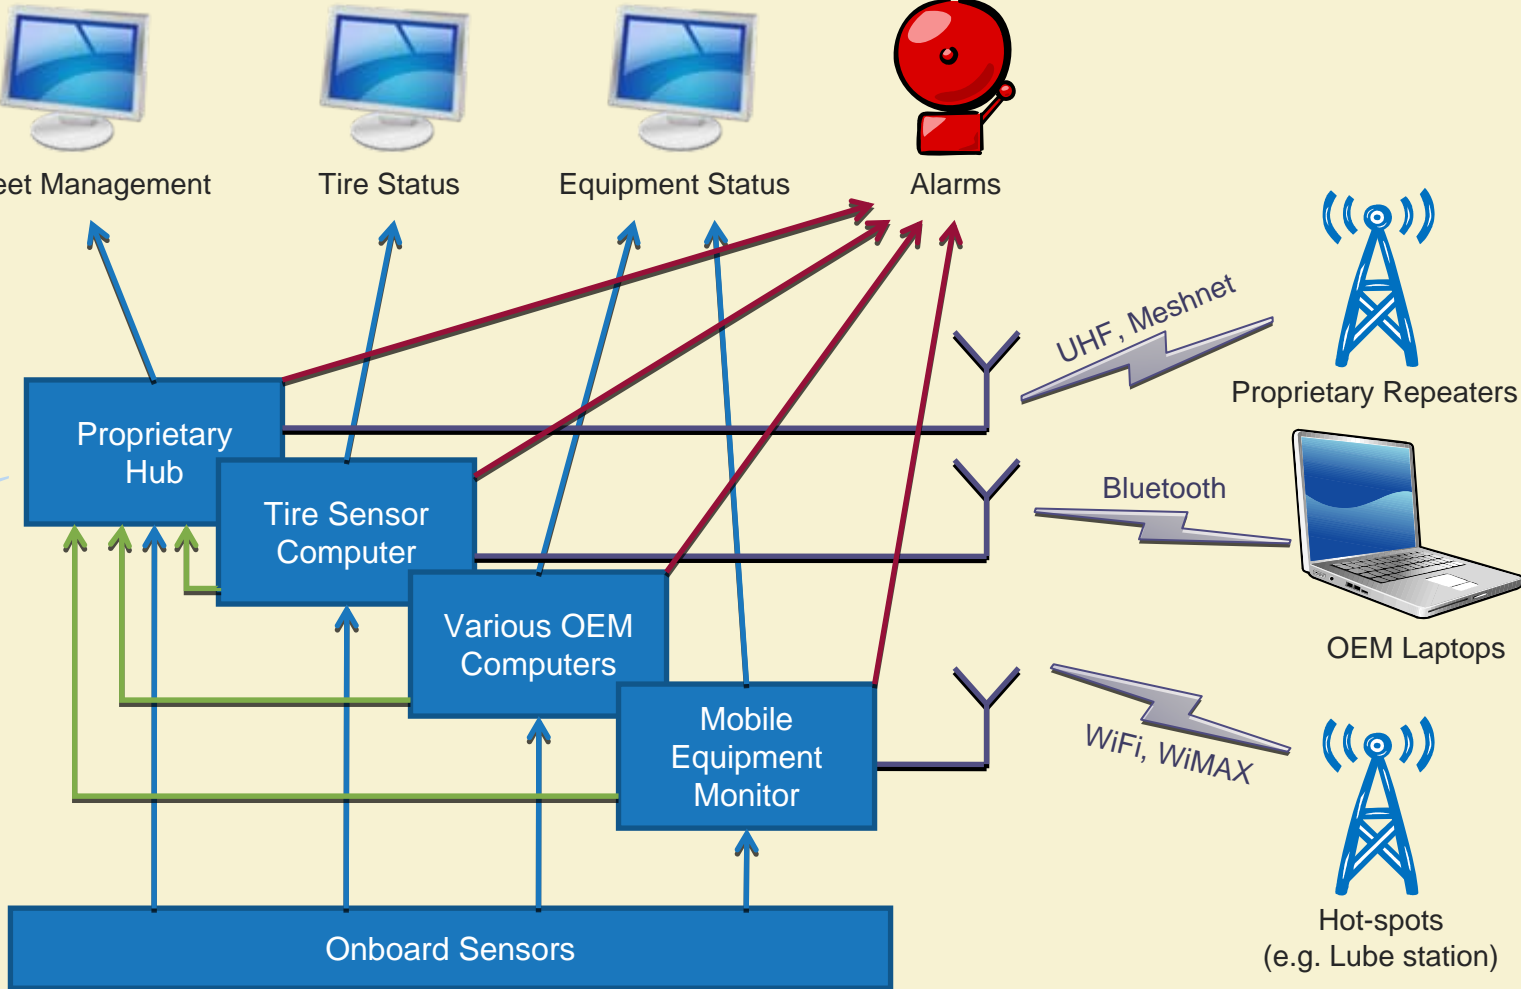 eet Management
Tire Status
Equipment Status
Alarms
UHF, Meshnet
Proprietary Repeaters
Proprietary
Hub
Tire Sensor
Computer
Bluetooth
OEM Laptops
Various OEM
Computers
Mobile
Equipment
Monitor
WiFi, WiMAX
Hot-spots
(e.g. Lube station)
Onboard Sensors